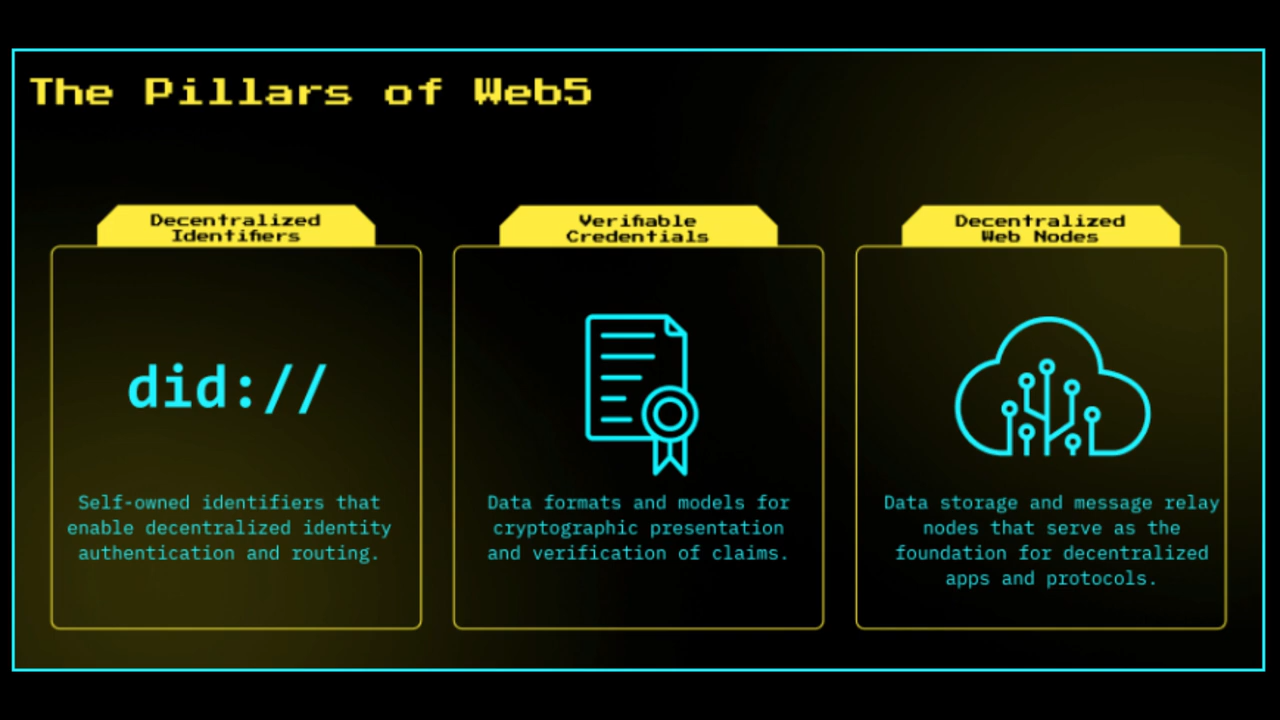 The Pillars of Web5
Decentralized
Identifiers
did://
Self-owned identifiers that
enable decentralized identity
authentication and routing.
Verifiable
Credentials
Data formats and models for
cryptographic presentation
and verification of claims.
Decentralized
Web Nodes
Data storage and message relay
nodes that serve as the
foundation for decentralized
apps and protocols.